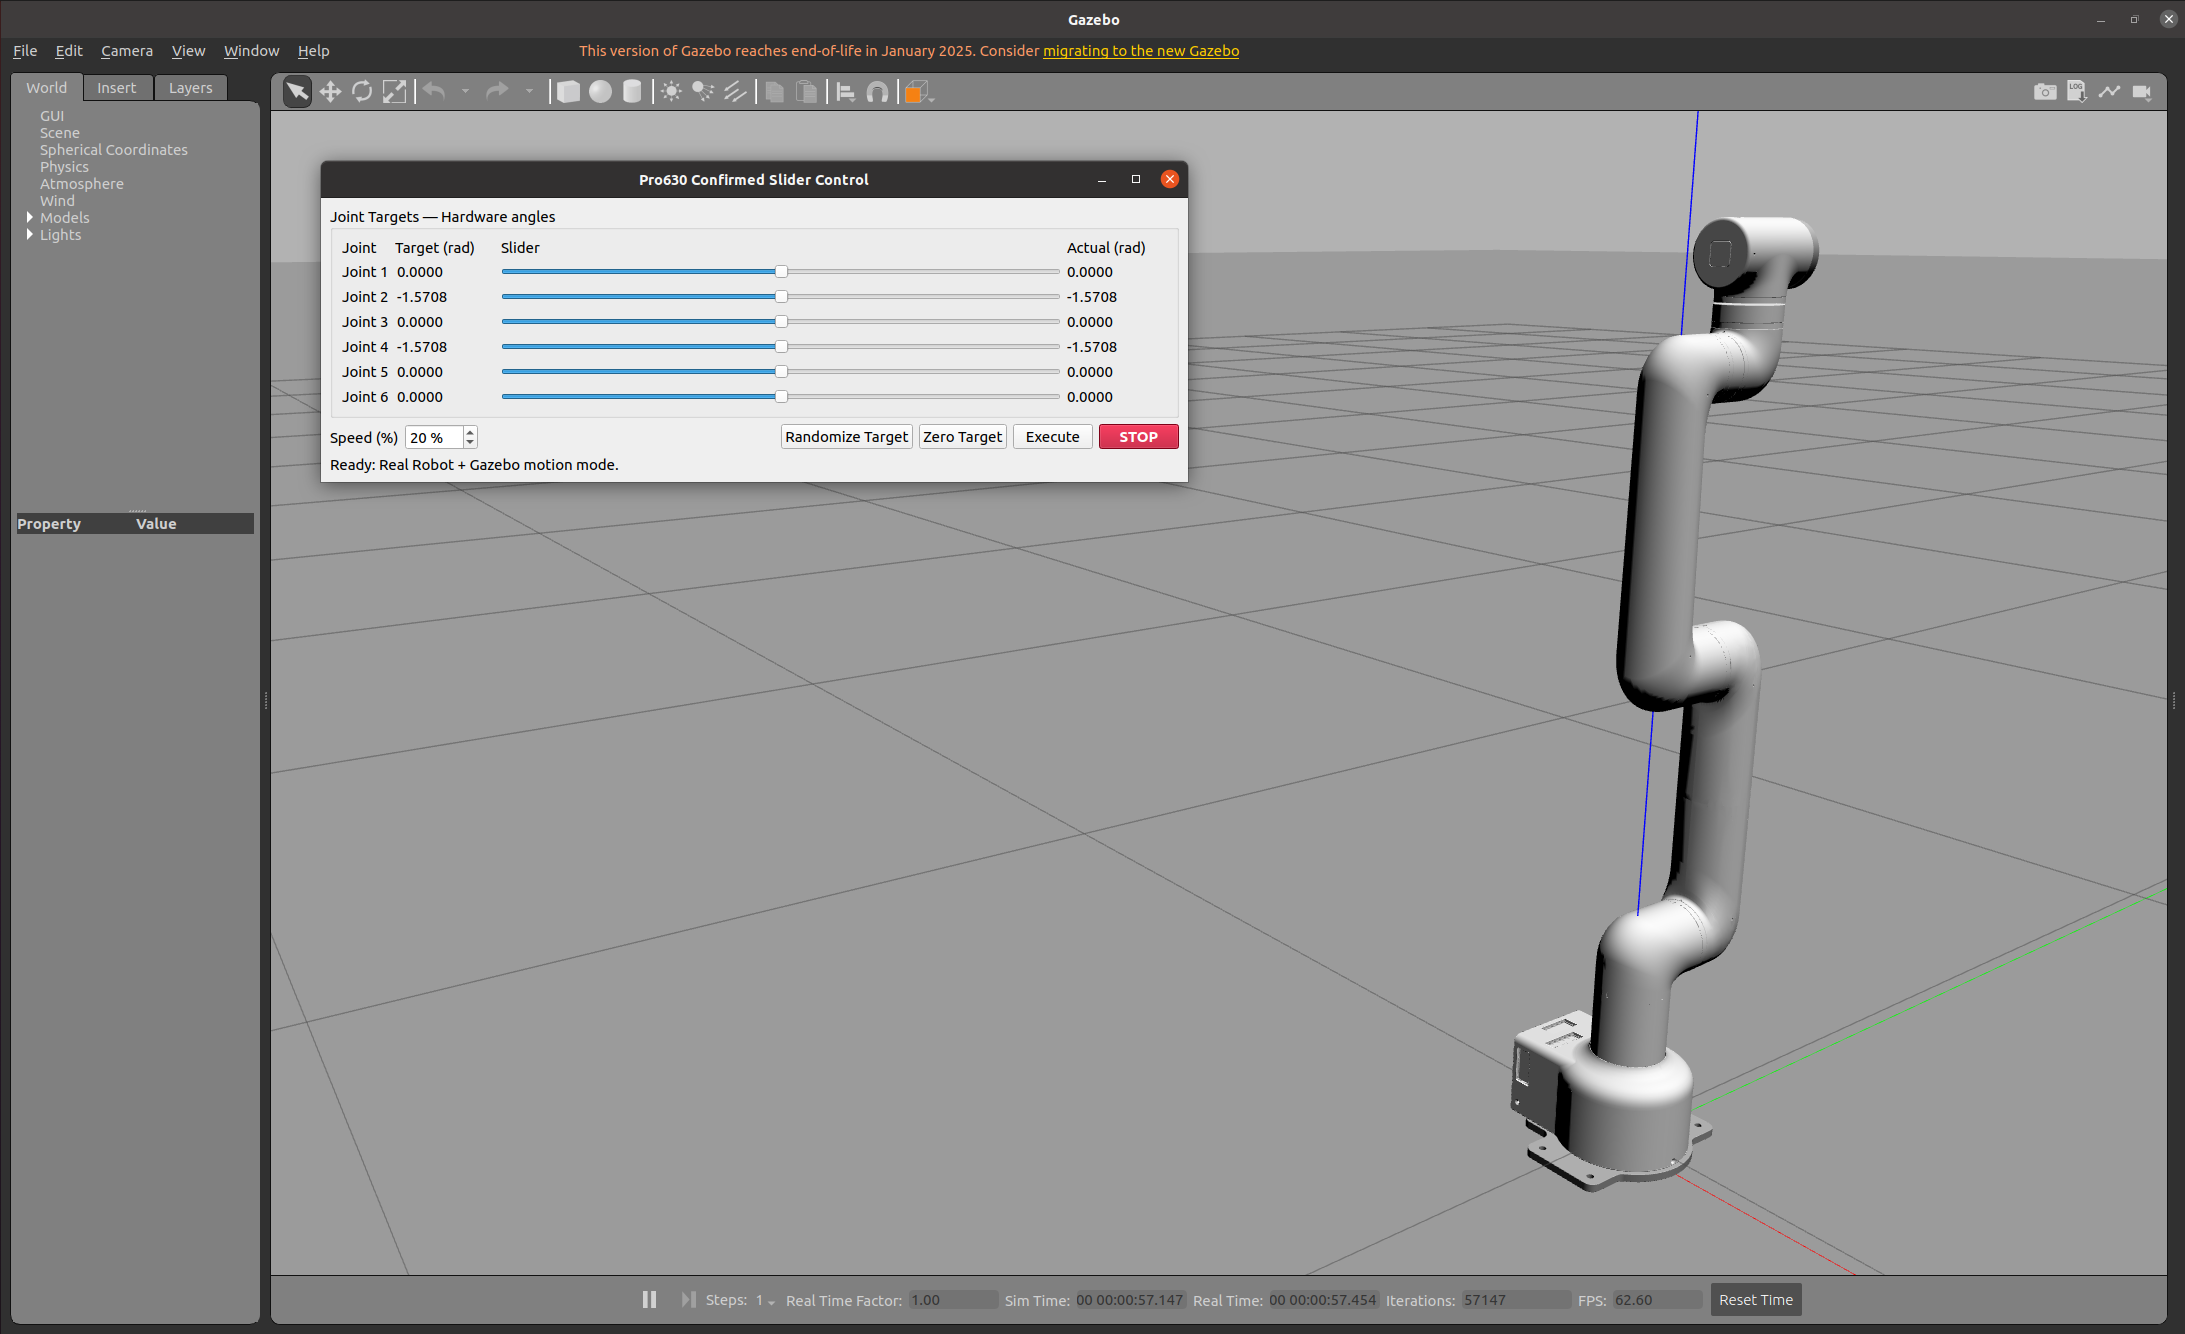 Gazebo
File Edit Camera View Window Help
This version of Gazebo reaches end-of-life in January 2025. Consider migrating to the new Gazebo
World Insert Layers
GUI
Scene
Spherical Coordinates
Physics
Atmosphere
Wind
Models
Lights
Property Value
LOG
Pro630 Confirmed Slider Control
Joint Targets — Hardware angles
Joint Target (rad) Slider Actual (rad)
Joint 1 0.0000 0.0000
Joint 2 -1.5708 -1.5708
Joint 3 0.0000 0.0000
Joint 4 -1.5708 -1.5708
Joint 5 0.0000 0.0000
Joint 6 0.0000 0.0000
Speed (%) 20 % Randomize Target Zero Target Execute STOP
Ready: Real Robot + Gazebo motion mode.
Steps: 1 Real Time Factor: 1.00 Sim Time: 00 00:00:57.147 Real Time: 00 00:00:57.454 Iterations: 57147 FPS: 62.60 Reset Time